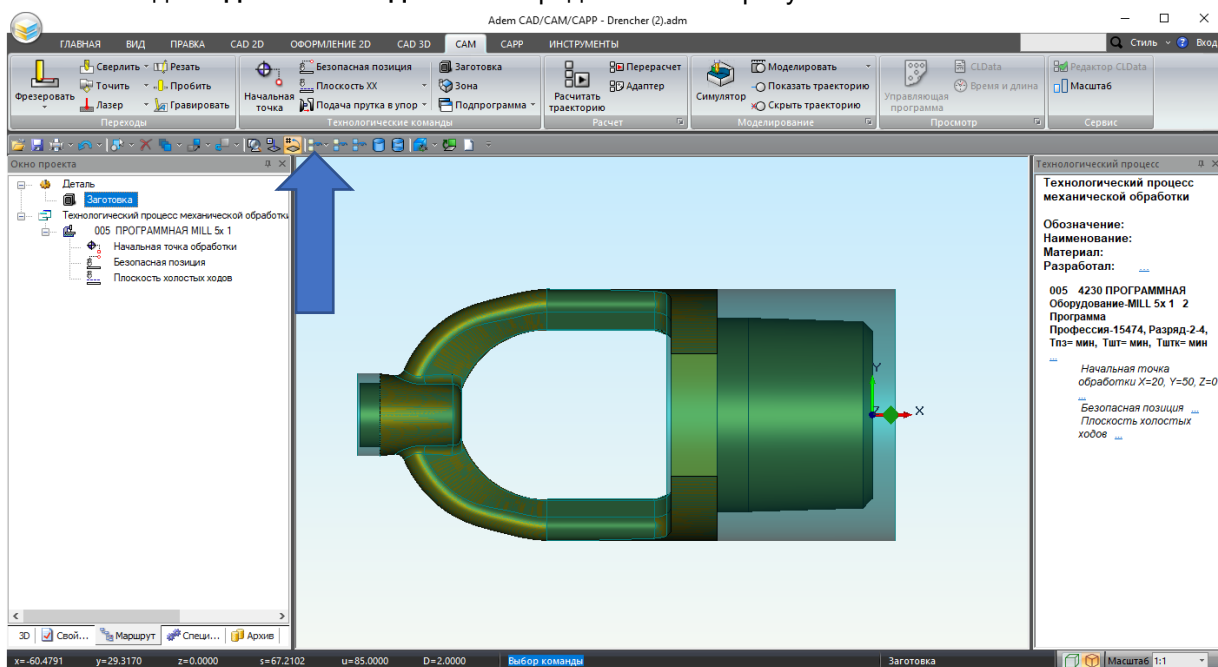 Adem CAD/CAM/CAPP - Drencher (2).adm
ГЛАВНАЯ ВИД ПРАВКА CAD 2D ОФОРМЛЕНИЕ 2D CAD 3D CAM CAPP ИНСТРУМЕНТЫ Стиль Вход
Фрезеровать
Сверлить Резать
Точить Пробить
Лазер Гравировать
Переходы
Начальная точка
Безопасная позиция Заготовка
Плоскость XX Зона
Подача прутка в упор Подпрограмма
Технологические команды
Расчитать траекторию
Перерасчет
Адаптер
Расчет
Симулятор
Моделировать
Показать траекторию
Скрыть траекторию
Моделирование
Управляющая программа
CLData
Время и длина
Просмотр
Редактор CLData
Масштаб
Сервис
Окно проекта
Деталь
Заготовка
Технологический процесс механической обработки
005 ПРОГРАММНАЯ MILL 5x 1
Начальная точка обработки
Безопасная позиция
Плоскость холостых ходов
3D Свой... Маршрут Специ... Архив
Y
Z X
Технологический процесс
Технологический процесс
механической обработки
Обозначение:
Наименование:
Материал:
Разработал: ...
005 4230 ПРОГРАММНАЯ
Оборудование-MILL 5x 1 2
Программа
Профессия-15474, Разряд-2-4,
Тпз= мин, Тшт= мин, Тштк= мин
...
Начальная точка
обработки X=20, Y=50, Z=0
...
Безопасная позиция ...
Плоскость холостых
ходов ...
x=-60.4791 y=29.3170 z=0.0000 s=67.2102 u=85.0000 D=2.0000 Выбор команды Заготовка Масштаб 1:1